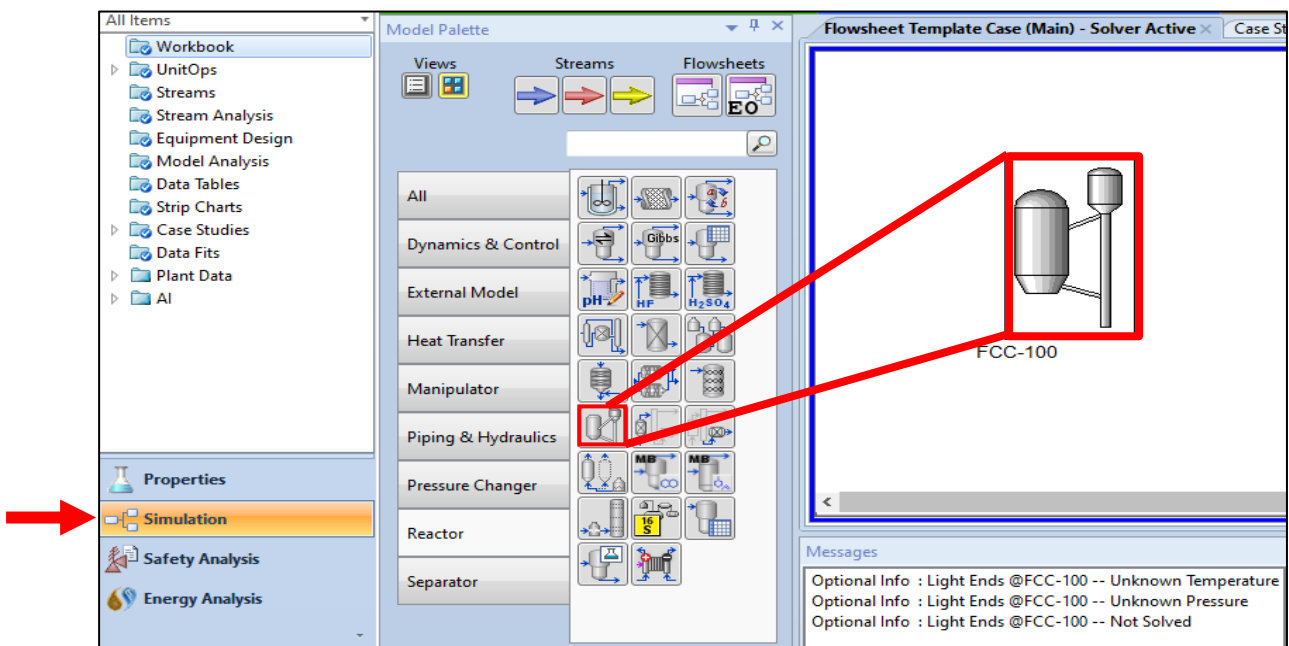 All Items
Workbook
UnitOps
Streams
Stream Analysis
Equipment Design
Model Analysis
Data Tables
Strip Charts
Case Studies
Data Fits
Plant Data
AI
Properties
Simulation
Safety Analysis
Energy Analysis
Model Palette
Views Streams Flowsheets
EO
All
Dynamics & Control
External Model
Heat Transfer
Manipulator
Piping & Hydraulics
Pressure Changer
Reactor
Separator
a
b
Gibbs
pH
HF
H2SO4
MB
MB
16
S
Flowsheet Template Case (Main) - Solver Active
Case St
FCC-100
Messages
Optional Info : Light Ends @FCC-100 -- Unknown Temperature
Optional Info : Light Ends @FCC-100 -- Unknown Pressure
Optional Info : Light Ends @FCC-100 -- Not Solved